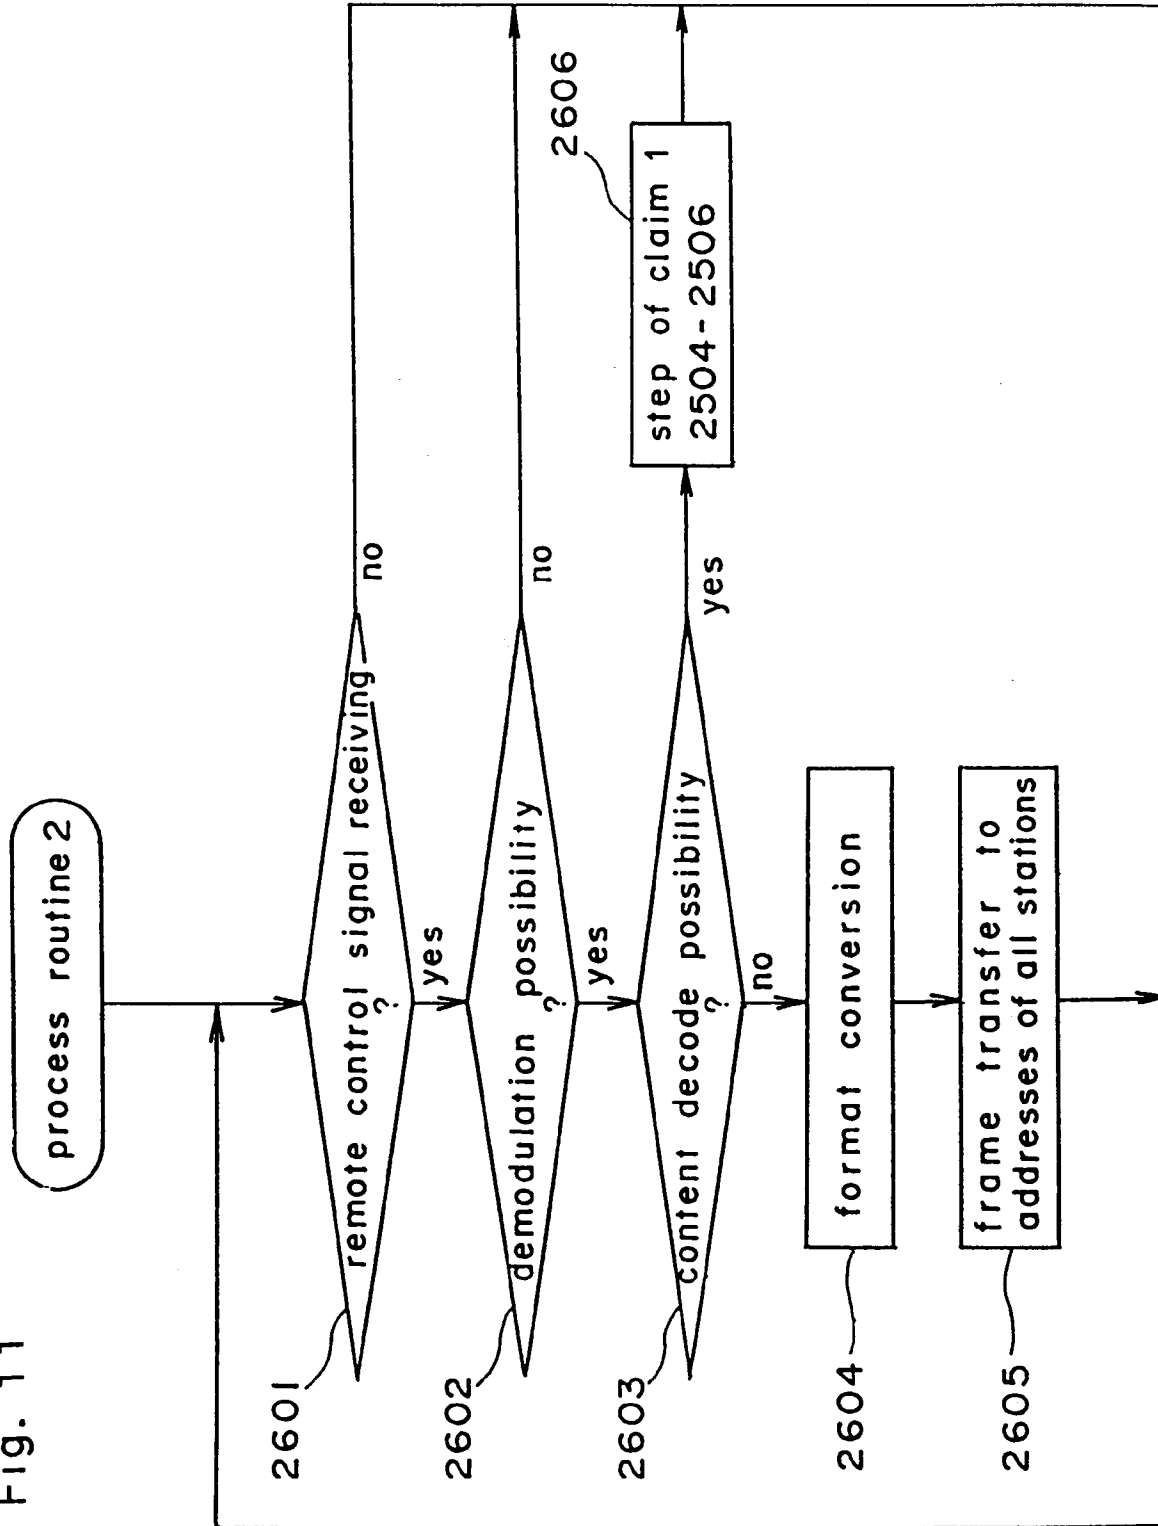 Fig. 11
process routine 2
2601
remote control signal receiving
?
no
yes
2602
demodulation possibility
?
no
yes
2603
content decode possibility
?
yes
no
2606
step of claim 1
2504-2506
2604
format conversion
2605
frame transfer to
addresses of all stations